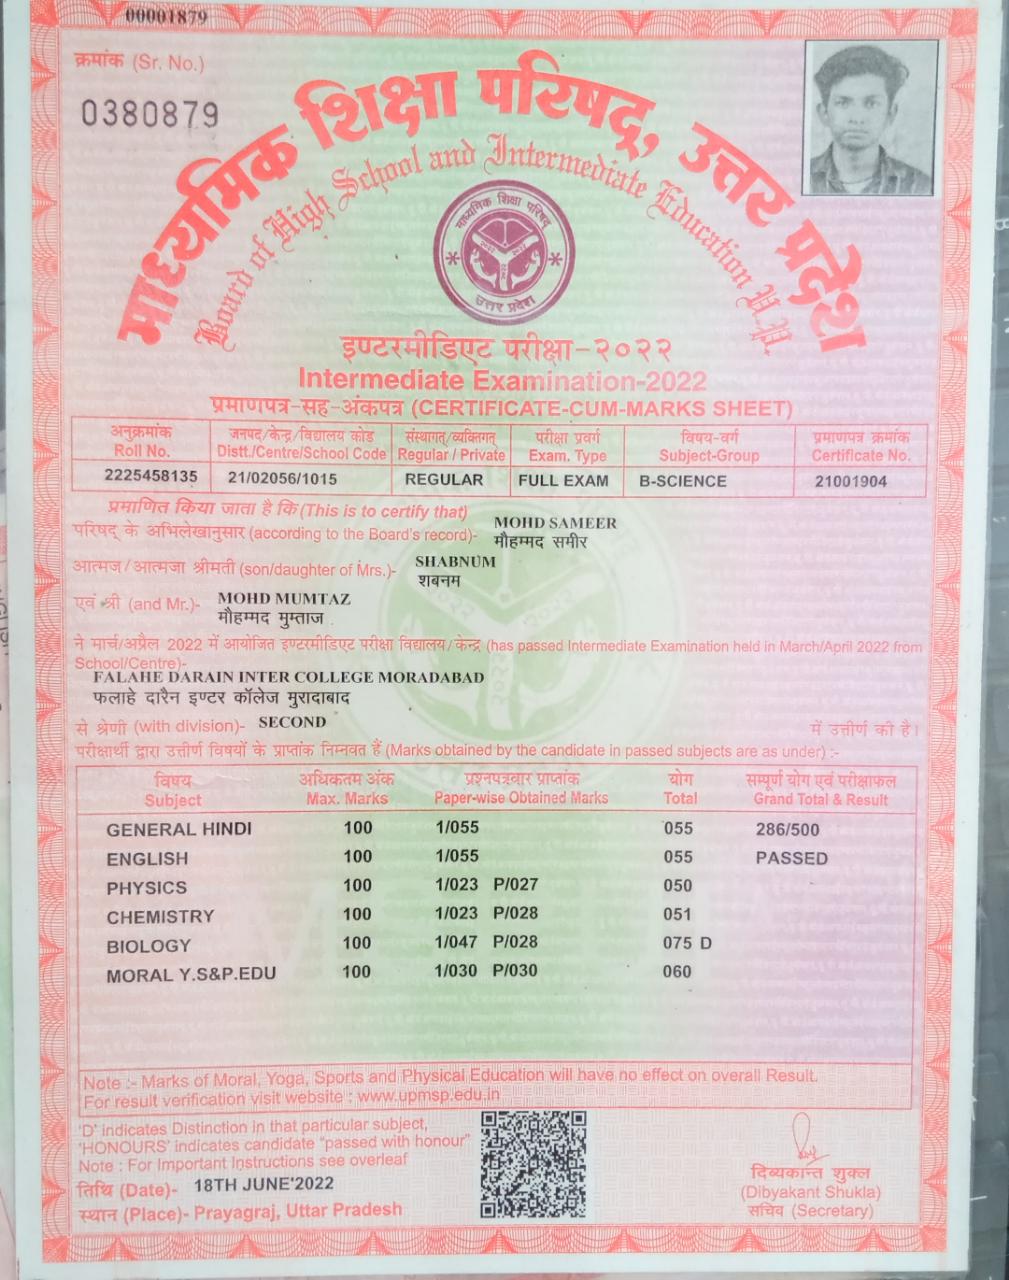 00001879
क्रमांक (Sr. No.)
0380879
माध्यमिक शिक्षा परिषद्, उत्तर प्रदेश
Board of High School and Intermediate Education U.P.
माध्यमिक शिक्षा परिषद्
उत्तर प्रदेश
इण्टरमीडिएट परीक्षा-२०२२
Intermediate Examination-2022
प्रमाणपत्र-सह-अंकपत्र (CERTIFICATE-CUM-MARKS SHEET)
अनुक्रमांक जनपद/केन्द्र/विद्यालय कोड संस्थागत/व्यक्तिगत परीक्षा प्रवर्ग विषय-वर्ग प्रमाणपत्र क्रमांक
Roll No. Distt./Centre/School Code Regular / Private Exam. Type Subject-Group Certificate No.
2225458135 21/02056/1015 REGULAR FULL EXAM B-SCIENCE 21001904
प्रमाणित किया जाता है कि (This is to certify that)
परिषद् के अभिलेखानुसार (according to the Board's record)- MOHD SAMEER
मौहम्मद समीर
आत्मज/आत्मजा श्रीमती (son/daughter of Mrs.)- SHABNUM
शबनम
एवं श्री (and Mr.)- MOHD MUMTAZ
मौहम्मद मुम्ताज
ने मार्च/अप्रैल 2022 में आयोजित इण्टरमीडिएट परीक्षा विद्यालय/केन्द्र (has passed Intermediate Examination held in March/April 2022 from
School/Centre)-
FALAHE DARAIN INTER COLLEGE MORADABAD
फलाहे दारैन इण्टर कॉलेज मुरादाबाद
से श्रेणी (with division)- SECOND में उत्तीर्ण की है।
परीक्षार्थी द्वारा उत्तीर्ण विषयों के प्राप्तांक निम्नवत हैं (Marks obtained by the candidate in passed subjects are as under) :-
विषय अधिकतम अंक प्रश्नपत्रवार प्राप्तांक योग सम्पूर्ण योग एवं परीक्षाफल
Subject Max. Marks Paper-wise Obtained Marks Total Grand Total & Result
GENERAL HINDI 100 1/055 055 286/500
ENGLISH 100 1/055 055 PASSED
PHYSICS 100 1/023 P/027 050
CHEMISTRY 100 1/023 P/028 051
BIOLOGY 100 1/047 P/028 075 D
MORAL Y.S&P.EDU 100 1/030 P/030 060
Note :- Marks of Moral, Yoga, Sports and Physical Education will have no effect on overall Result.
For result verification visit website : www.upmsp.edu.in
'D' indicates Distinction in that particular subject,
'HONOURS' indicates candidate "passed with honour"
Note : For Important Instructions see overleaf
तिथि (Date)- 18TH JUNE'2022
स्थान (Place)- Prayagraj, Uttar Pradesh
दिव्यकान्त शुक्ल
(Dibyakant Shukla)
सचिव (Secretary)